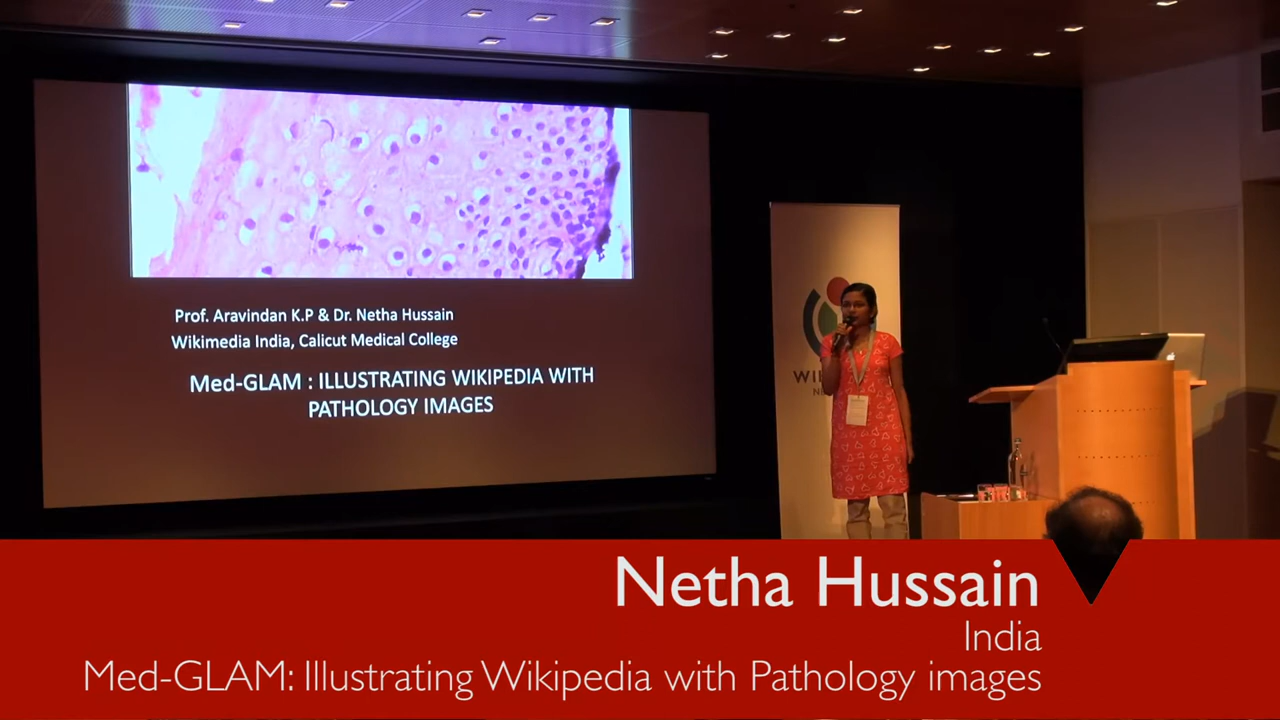 Prof. Aravindan K.P & Dr. Netha Hussain
Wikimedia India, Calicut Medical College
Med-GLAM : ILLUSTRATING WIKIPEDIA WITH
PATHOLOGY IMAGES
Netha Hussain
India
Med-GLAM: Illustrating Wikipedia with Pathology images